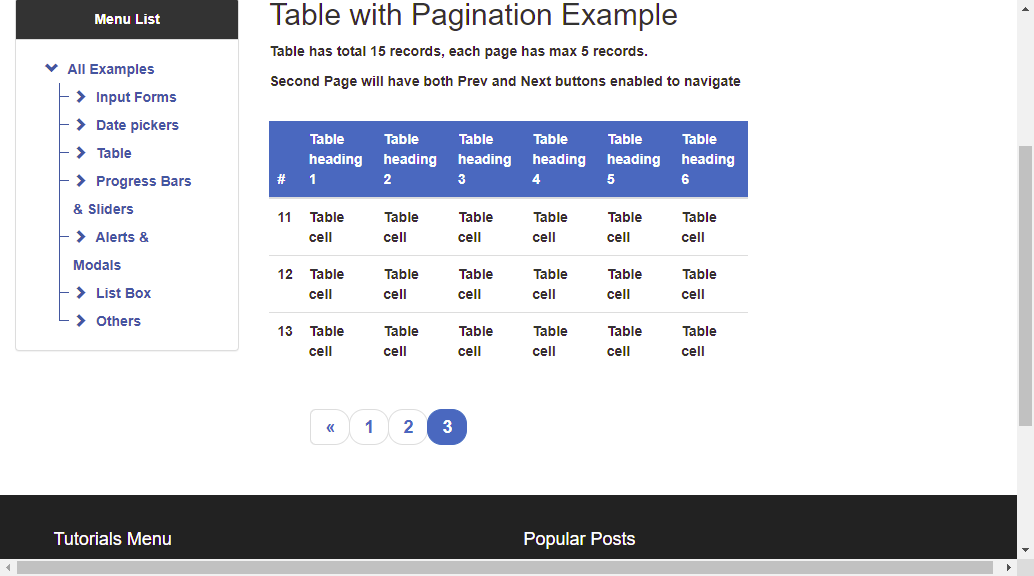 Menu List
All Examples
Input Forms
Date pickers
Table
Progress Bars
& Sliders
Alerts &
Modals
List Box
Others
Table with Pagination Example
Table has total 15 records, each page has max 5 records.
Second Page will have both Prev and Next buttons enabled to navigate
# Table heading 1 Table heading 2 Table heading 3 Table heading 4 Table heading 5 Table heading 6
11 Table cell Table cell Table cell Table cell Table cell Table cell
12 Table cell Table cell Table cell Table cell Table cell Table cell
13 Table cell Table cell Table cell Table cell Table cell Table cell
« 1 2 3
Tutorials Menu
Popular Posts